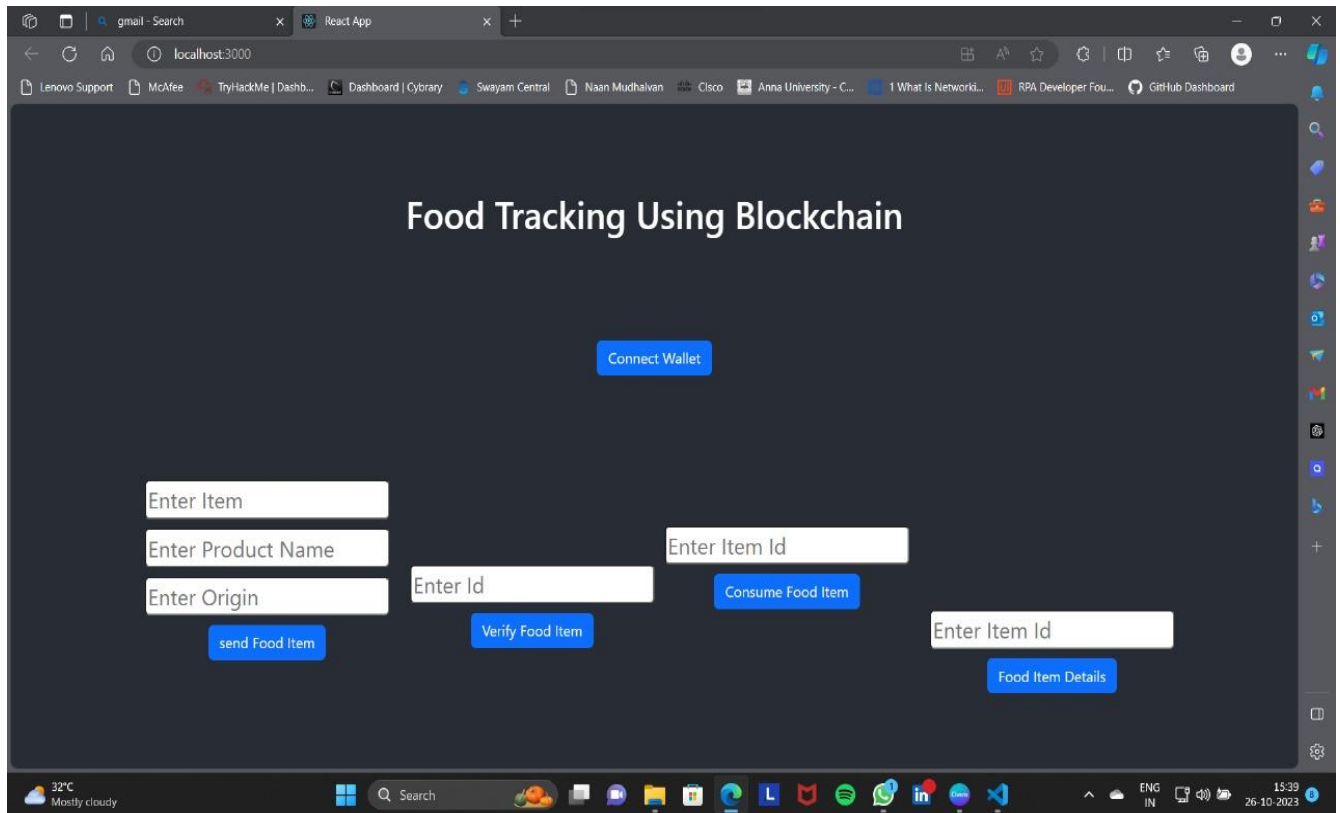 gmail - Search
React App
localhost:3000
Lenovo Support McAfee TryHackMe | Dashb... Dashboard | Cybrary Swayam Central Naan Mudhalvan Cisco Anna University - C... 1 What Is Networki... RPA Developer Fou... GitHub Dashboard
Food Tracking Using Blockchain
Connect Wallet
Enter Item
Enter Product Name
Enter Origin
send Food Item
Enter Id
Verify Food Item
Enter Item Id
Consume Food Item
Enter Item Id
Food Item Details
32°C
Mostly cloudy
Search
L
in
ENG
IN
15:39
26-10-2023